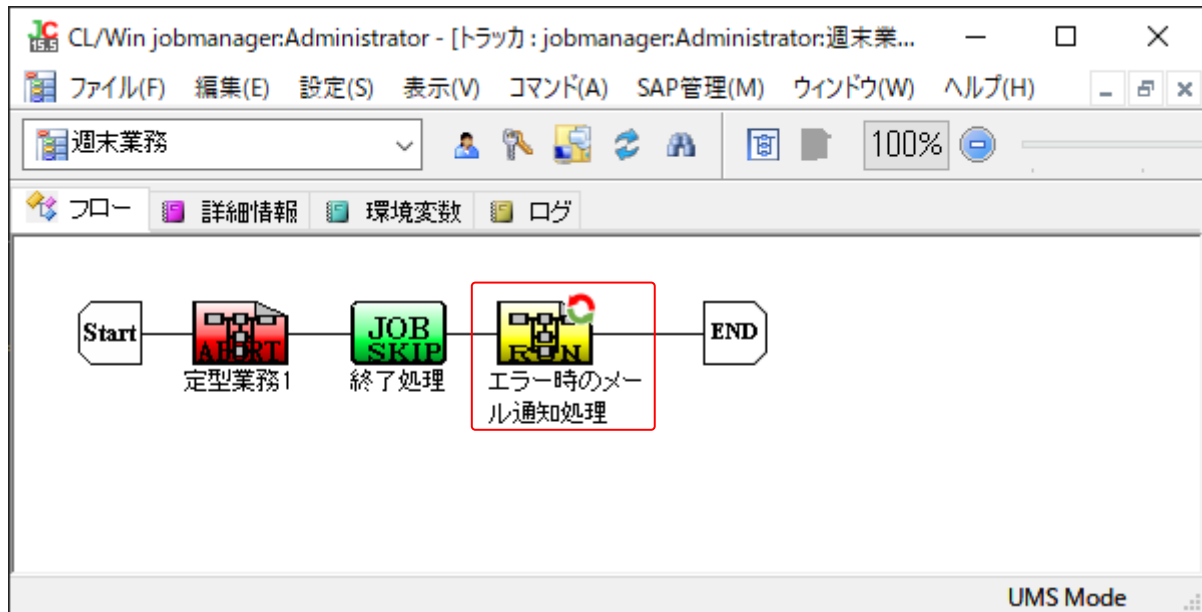 JC 15.5 CL/Win jobmanager:Administrator - [トラッカ : jobmanager:Administrator:週末業...
ファイル(F) 編集(E) 設定(S) 表示(V) コマンド(A) SAP管理(M) ウィンドウ(W) ヘルプ(H)
週末業務 100%
フロー 詳細情報 環境変数 ログ
Start ABORT JOB SKIP RUN END
定型業務1 終了処理 エラー時のメー
ル通知処理
UMS Mode